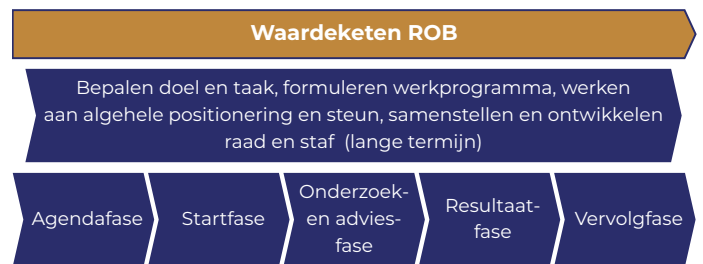 Waardeketen ROB
Bepalen doel en taak, formuleren werkprogramma, werken
aan algehele positionering en steun, samenstellen en ontwikkelen
raad en staf (lange termijn)
Agendafase
Startfase
Onderzoek-
en advies-
fase
Resultaat-
fase
Vervolgfase